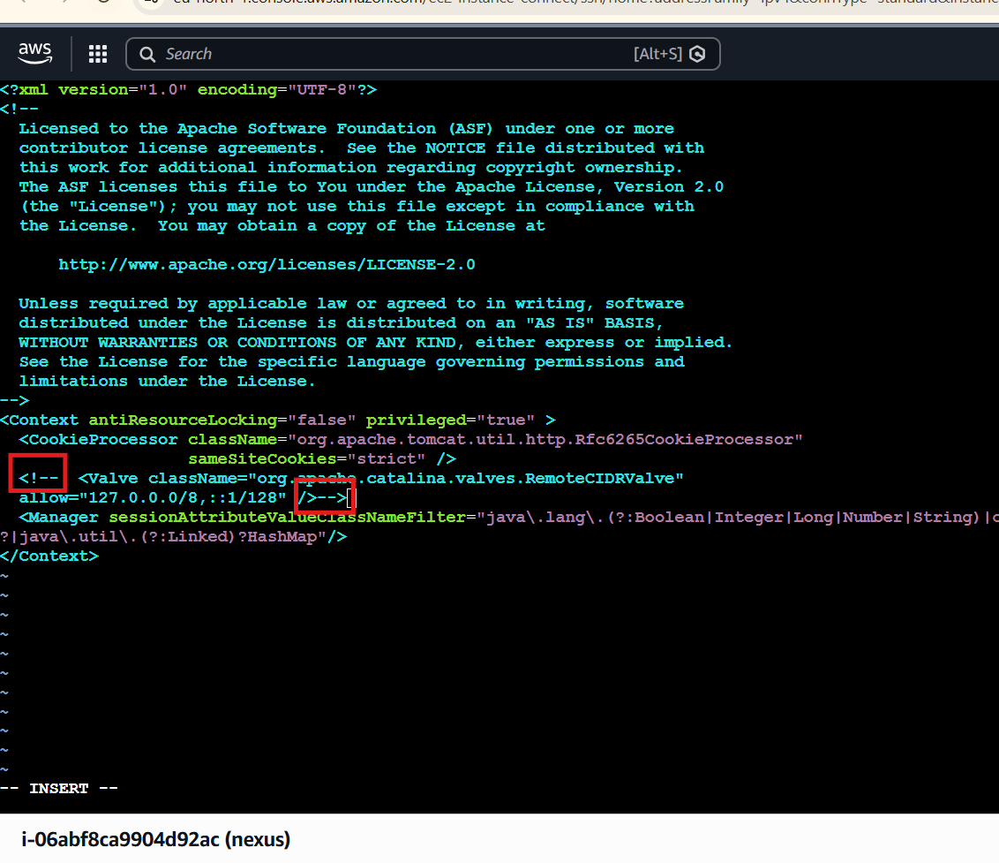 aws
Search [Alt+S]
<?xml version="1.0" encoding="UTF-8"?>
<!--
  Licensed to the Apache Software Foundation (ASF) under one or more
  contributor license agreements.  See the NOTICE file distributed with
  this work for additional information regarding copyright ownership.
  The ASF licenses this file to You under the Apache License, Version 2.0
  (the "License"); you may not use this file except in compliance with
  the License.  You may obtain a copy of the License at

      http://www.apache.org/licenses/LICENSE-2.0

  Unless required by applicable law or agreed to in writing, software
  distributed under the License is distributed on an "AS IS" BASIS,
  WITHOUT WARRANTIES OR CONDITIONS OF ANY KIND, either express or implied.
  See the License for the specific language governing permissions and
  limitations under the License.
-->
<Context antiResourceLocking="false" privileged="true" >
  <CookieProcessor className="org.apache.tomcat.util.http.Rfc6265CookieProcessor"
                   sameSiteCookies="strict" />
  <!--  <Valve className="org.apache.catalina.valves.RemoteCIDRValve"
  allow="127.0.0.0/8,::1/128" />-->
  <Manager sessionAttributeValueClassNameFilter="java\.lang\.(?:Boolean|Integer|Long|Number|String)|
?|java\.util\.(?:Linked)?HashMap"/>
</Context>
~
~
~
~
~
~
~
~
~
~
~
-- INSERT --
i-06abf8ca9904d92ac (nexus)